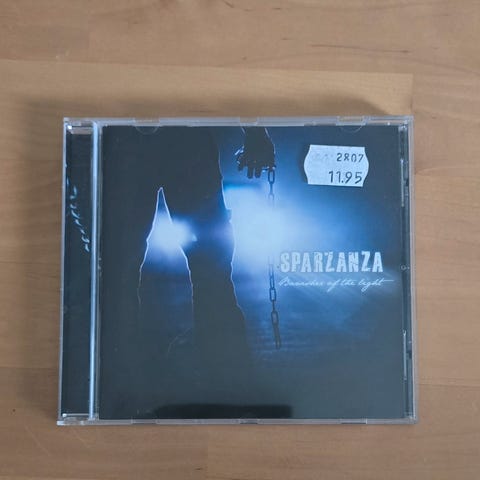 2807
11.95
SPARZANZA
Banisher of the light